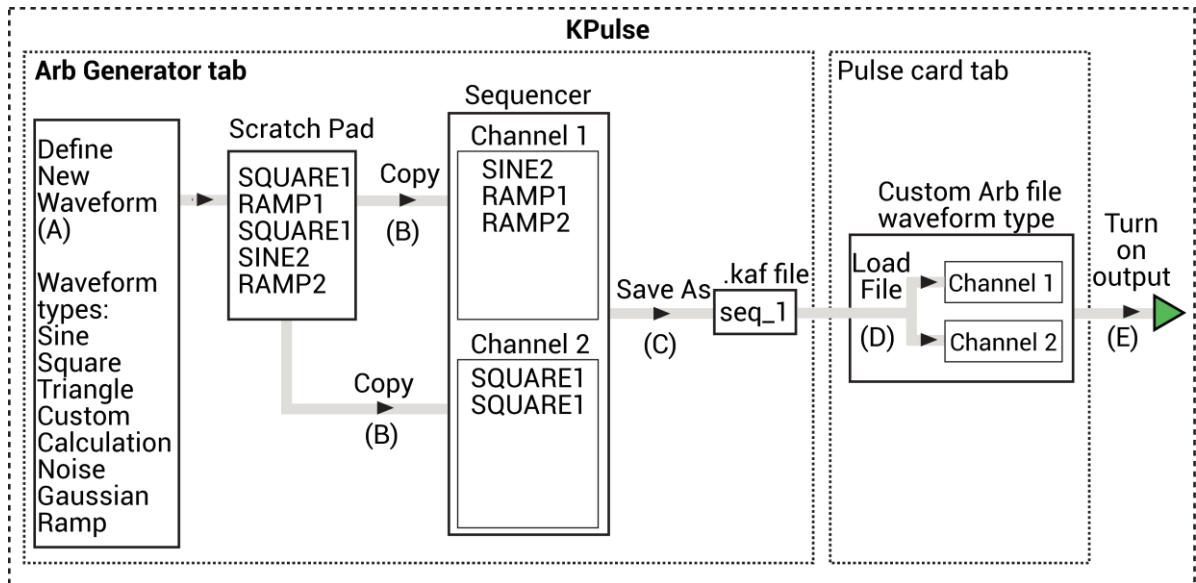 KPulse
Arb Generator tab
Define
New
Waveform
(A)
Waveform
types:
Sine
Square
Triangle
Custom
Calculation
Noise
Gaussian
Ramp
Scratch Pad
SQUARE1
RAMP1
SQUARE1
SINE2
RAMP2
Copy
(B)
Copy
(B)
Sequencer
Channel 1
SINE2
RAMP1
RAMP2
Channel 2
SQUARE1
SQUARE1
Save As
(C)
.kaf file
seq_1
Pulse card tab
Custom Arb file
waveform type
Load
File
(D)
Channel 1
Channel 2
Turn
on
output
(E)